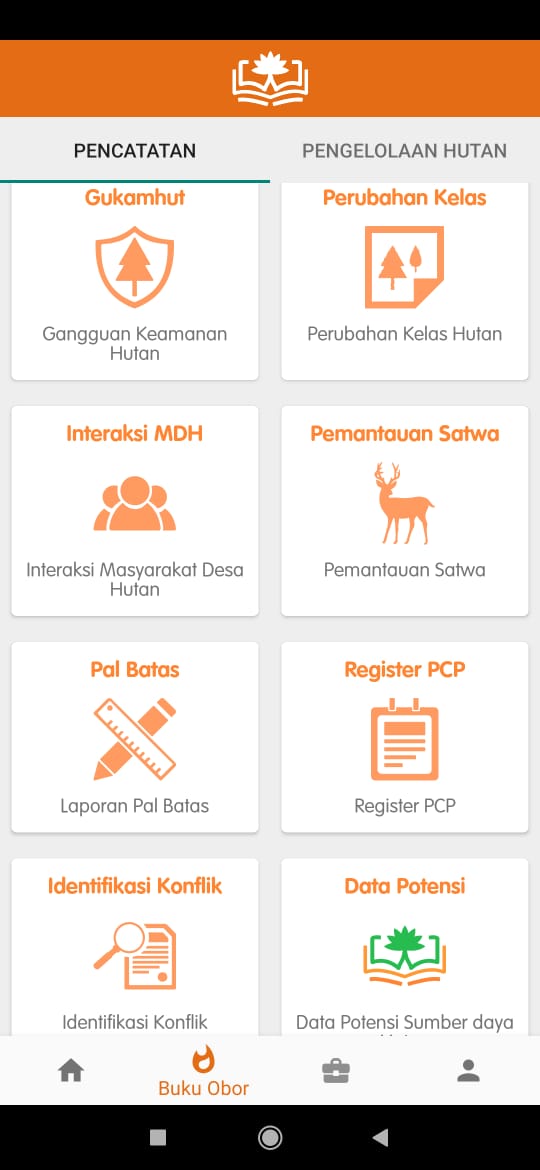 PENCATATAN
PENGELOLAAN HUTAN
Gukamhut
Perubahan Kelas
Gangguan Keamanan
Hutan
Perubahan Kelas Hutan
Interaksi MDH
Pemantauan Satwa
Interaksi Masyarakat Desa
Hutan
Pemantauan Satwa
Pal Batas
Register PCP
Laporan Pal Batas
Register PCP
Identifikasi Konflik
Data Potensi
Identifikasi Konflik
Data Potensi Sumber daya
Buku Obor